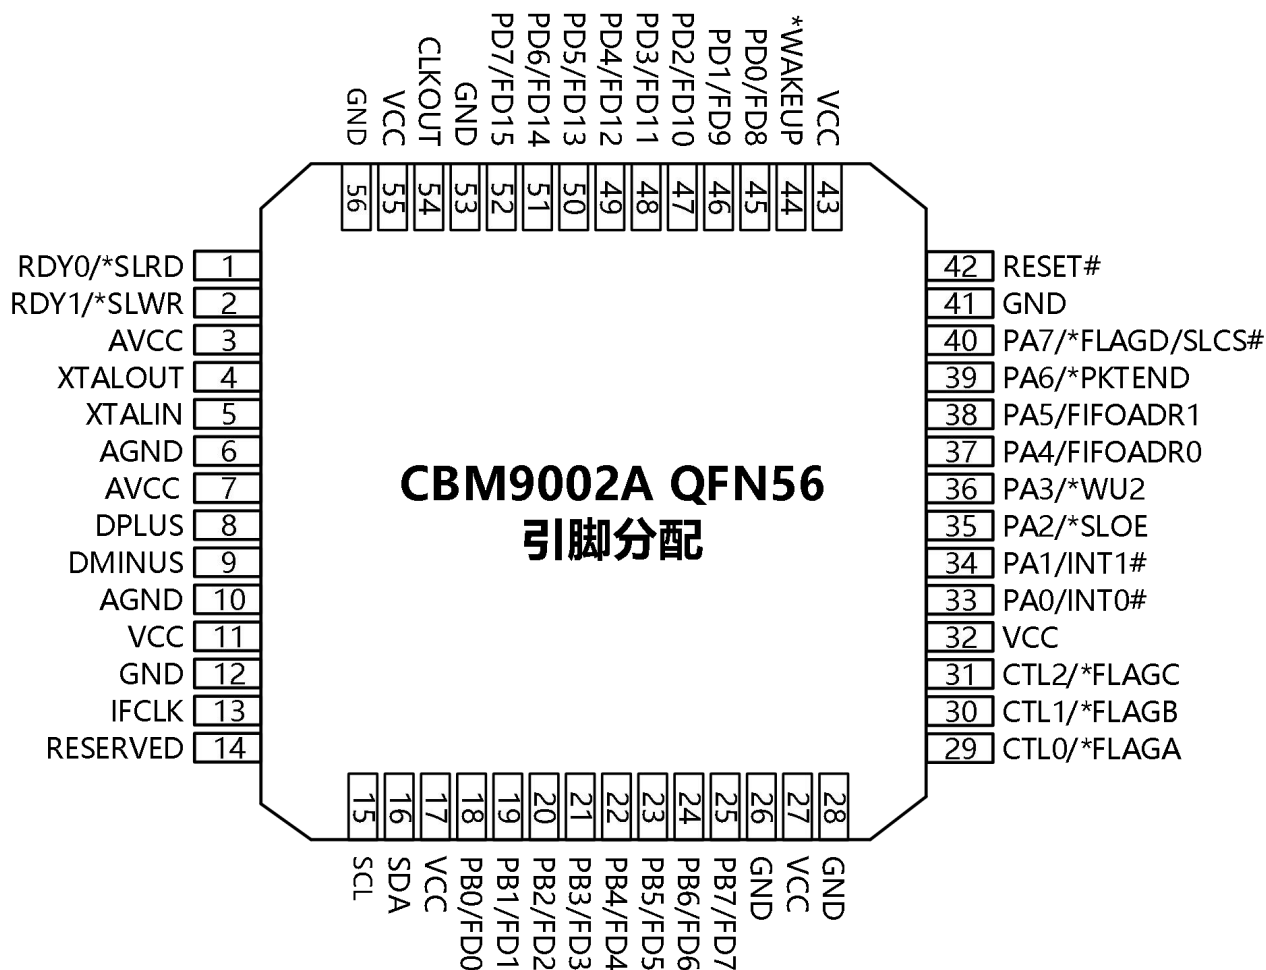 GND
VCC
CLKOUT
GND
PD7/FD15
PD6/FD14
PD5/FD13
PD4/FD12
PD3/FD11
PD2/FD10
PD1/FD9
PD0/FD8
*WAKEUP
VCC
56 55 54 53 52 51 50 49 48 47 46 45 44 43
RDY0/*SLRD 1
RDY1/*SLWR 2
AVCC 3
XTALOUT 4
XTALIN 5
AGND 6
AVCC 7
DPLUS 8
DMINUS 9
AGND 10
VCC 11
GND 12
IFCLK 13
RESERVED 14
CBM9002A QFN56
引脚分配
42 RESET#
41 GND
40 PA7/*FLAGD/SLCS#
39 PA6/*PKTEND
38 PA5/FIFOADR1
37 PA4/FIFOADR0
36 PA3/*WU2
35 PA2/*SLOE
34 PA1/INT1#
33 PA0/INT0#
32 VCC
31 CTL2/*FLAGC
30 CTL1/*FLAGB
29 CTL0/*FLAGA
15 16 17 18 19 20 21 22 23 24 25 26 27 28
SCL
SDA
VCC
PB0/FD0
PB1/FD1
PB2/FD2
PB3/FD3
PB4/FD4
PB5/FD5
PB6/FD6
PB7/FD7
GND
VCC
GND